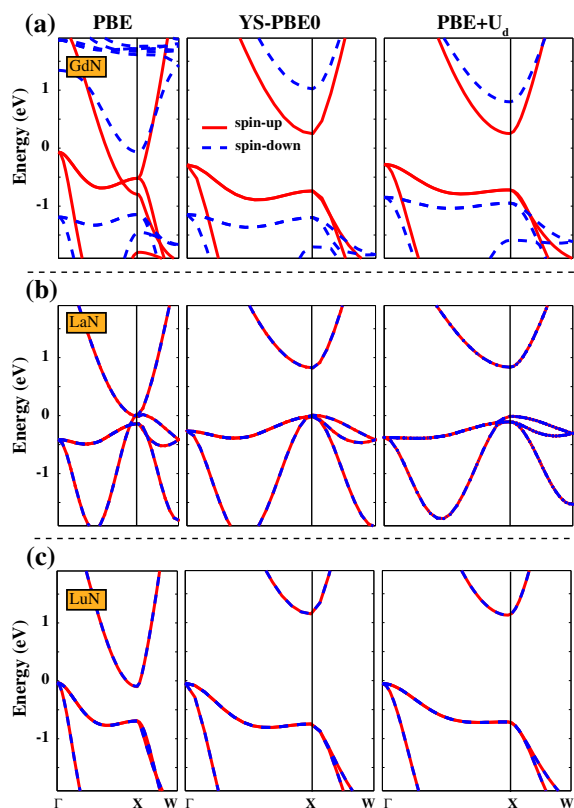 (a) PBE YS-PBE0 PBE+U_d
GdN
spin-up
spin-down
Energy (eV)
1
0
-1
(b)
LaN
Energy (eV)
1
0
-1
(c)
LuN
Energy (eV)
1
0
-1
Γ X W X W X W